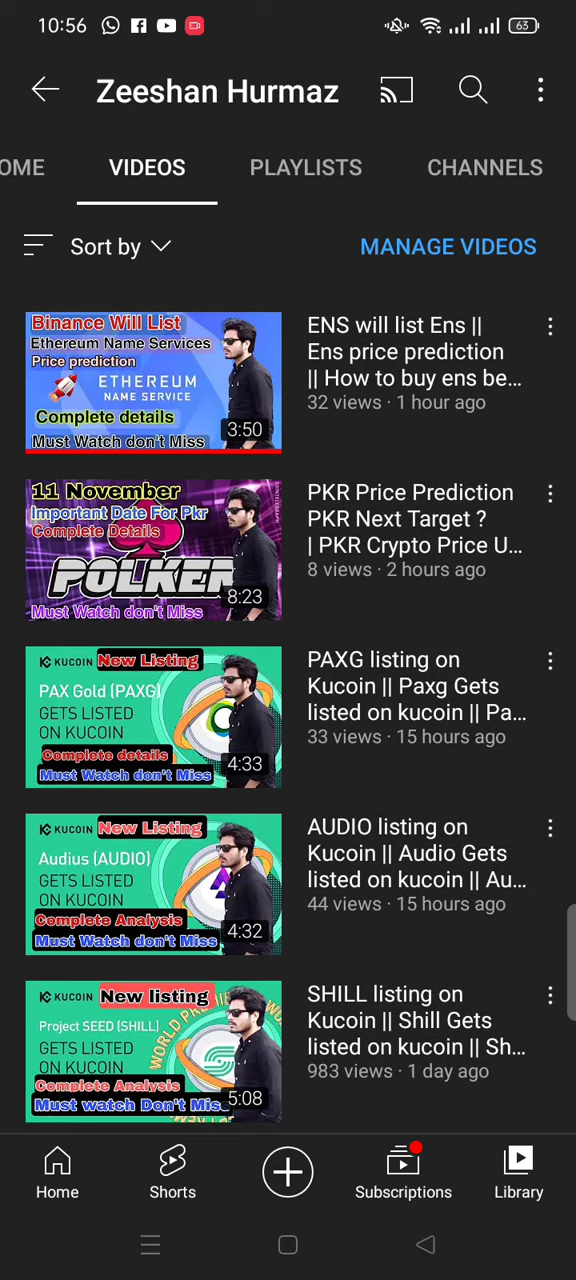 10:56
63
Zeeshan Hurmaz
OME
VIDEOS
PLAYLISTS
CHANNELS
Sort by
MANAGE VIDEOS
Binance Will List
Ethereum Name Services
Price prediction
ETHEREUM
NAME SERVICE
Complete details
Must Watch don't Miss
3:50
ENS will list Ens ||
Ens price prediction
|| How to buy ens be...
32 views · 1 hour ago
11 November
Important Date For Pkr
Complete Details
POLKER
Must Watch don't Miss
8:23
PKR Price Prediction
PKR Next Target ?
| PKR Crypto Price U...
8 views · 2 hours ago
KUCOIN New Listing
PAX Gold (PAXG)
GETS LISTED
ON KUCOIN
Complete details
Must Watch don't Miss
4:33
PAXG listing on
Kucoin || Paxg Gets
listed on kucoin || Pa...
33 views · 15 hours ago
KUCOIN New Listing
Audius (AUDIO)
GETS LISTED
ON KUCOIN
Complete Analysis
Must Watch don't Miss
4:32
AUDIO listing on
Kucoin || Audio Gets
listed on kucoin || Au...
44 views · 15 hours ago
KUCOIN New listing
Project SEED (SHILL)
GETS LISTED
ON KUCOIN
WORLD PREMIE
Complete Analysis
Must watch Don't Miss
5:08
SHILL listing on
Kucoin || Shill Gets
listed on kucoin || Sh...
983 views · 1 day ago
Home
Shorts
Subscriptions
Library